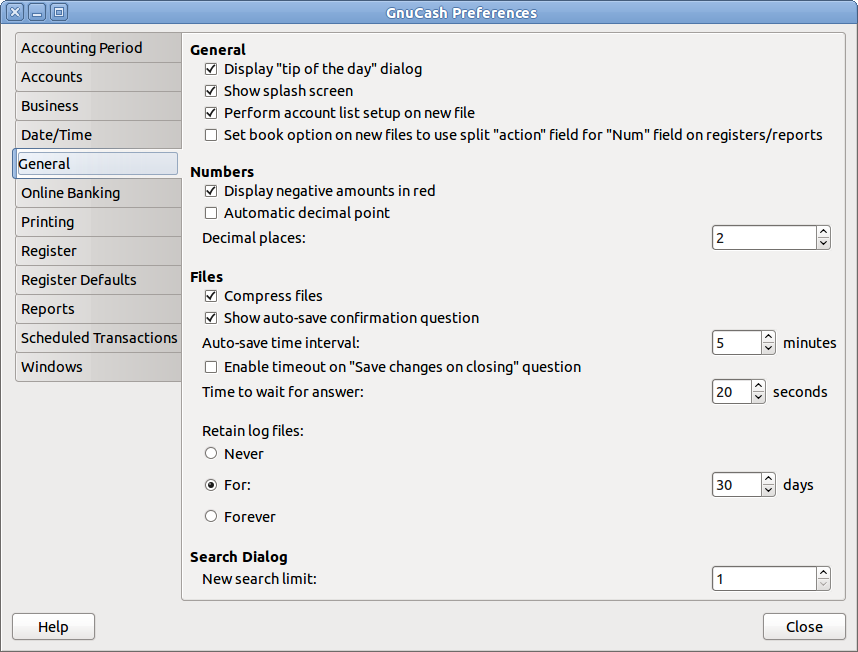 GnuCash Preferences
Accounting Period
Accounts
Business
Date/Time
General
Online Banking
Printing
Register
Register Defaults
Reports
Scheduled Transactions
Windows
General
Display "tip of the day" dialog
Show splash screen
Perform account list setup on new file
Set book option on new files to use split "action" field for "Num" field on registers/reports
Numbers
Display negative amounts in red
Automatic decimal point
Decimal places: 2
Files
Compress files
Show auto-save confirmation question
Auto-save time interval: 5 minutes
Enable timeout on "Save changes on closing" question
Time to wait for answer: 20 seconds
Retain log files:
Never
For: 30 days
Forever
Search Dialog
New search limit: 1
Help Close